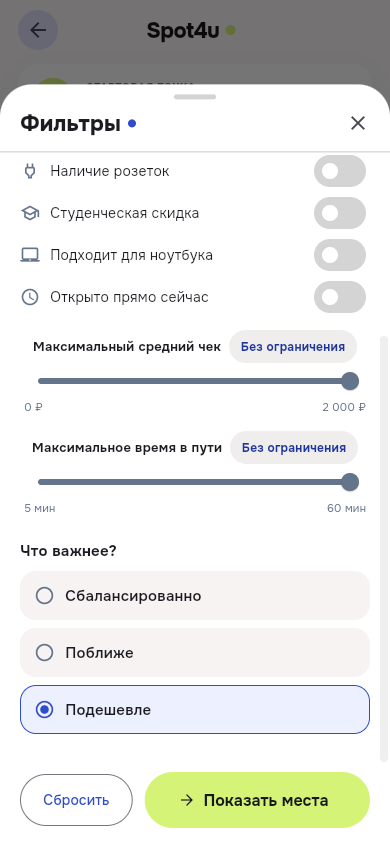 Spot4u
Фильтры
Наличие розеток
Студенческая скидка
Подходит для ноутбука
Открыто прямо сейчас
Максимальный средний чек
Без ограничения
0 ₽
2 000 ₽
Максимальное время в пути
Без ограничения
5 мин
60 мин
Что важнее?
Сбалансированно
Поближе
Подешевле
Сбросить
Показать места